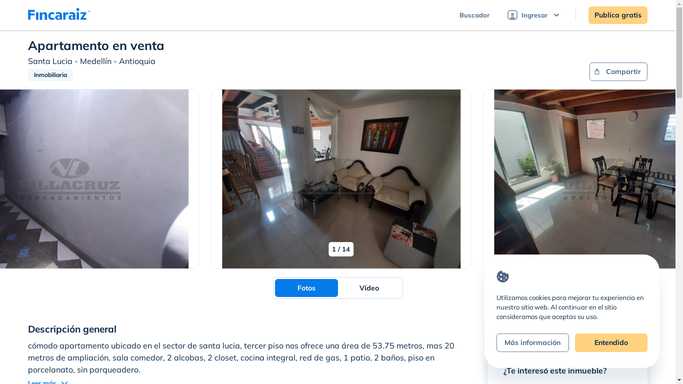 Fincaraiz
Buscador
Ingresar
Publica gratis
Apartamento en venta
Santa Lucia - Medellín - Antioquia
Inmobiliaria
Compartir
VILLACRUZ
1 / 14
Fotos
Video
Descripción general
cómodo apartamento ubicado en el sector de santa lucia, tercer piso nos ofrece una área de 53.75 metros, mas 20
metros de ampliación, sala comedor, 2 alcobas, 2 closet, cocina integral, red de gas, 1 patio, 2 baños, piso en
porcelanato, sin parqueadero.
Leer más
Utilizamos cookies para mejorar tu experiencia en
nuestro sitio web. Al continuar en el sitio
consideramos que aceptas su uso.
Más información
Entendido
¿Te interesó este inmueble?